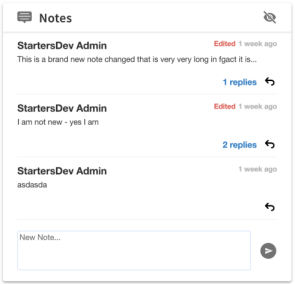 Notes
StartersDev Admin Edited 1 week ago
This is a brand new note changed that is very very long in fgact it is...
1 replies
StartersDev Admin Edited 1 week ago
I am not new - yes I am
2 replies
StartersDev Admin 1 week ago
asdasda
New Note...